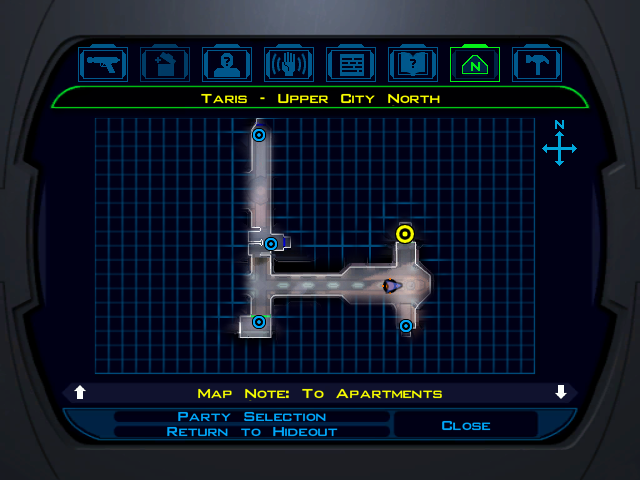 ?
?
N
Taris - Upper City North
N
Map Note: To Apartments
Party Selection
Return to Hideout
Close